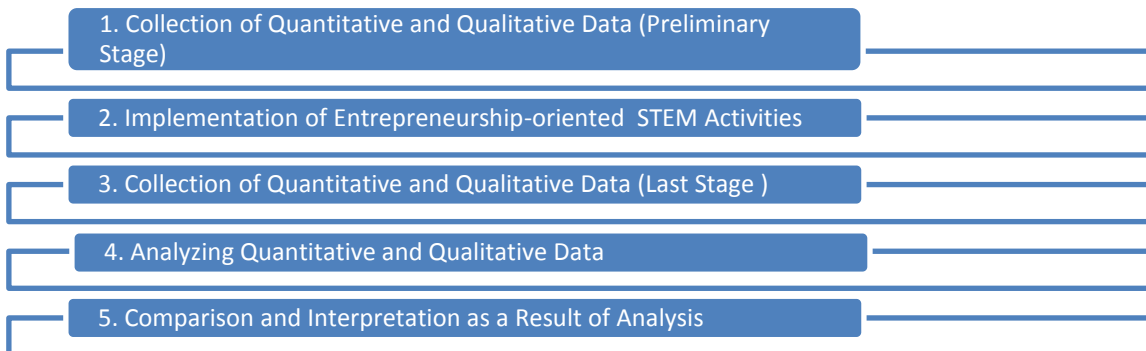 1. Collection of Quantitative and Qualitative Data (Preliminary
Stage)
2. Implementation of Entrepreneurship-oriented  STEM Activities
3. Collection of Quantitative and Qualitative Data (Last Stage )
4. Analyzing Quantitative and Qualitative Data
5. Comparison and Interpretation as a Result of Analysis